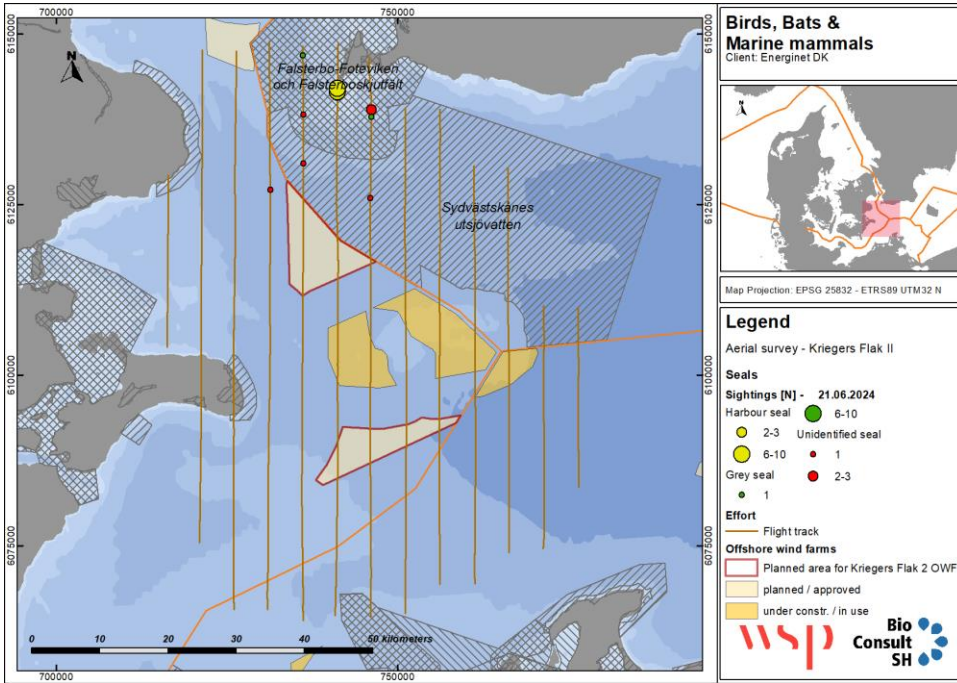 700000
750000
6150000
6150000
N
Falsterbo-Foteviken
och Falsterboskjutfält
6125000
6125000
Sydvästskånes
utsjövatten
6100000
6100000
6075000
6075000
0 10 20 30 40 50 kilometers
700000
750000
Birds, Bats &
Marine mammals
Client: Energinet DK
N
Map Projection: EPSG 25832 - ETRS89 UTM32 N
Legend
Aerial survey - Kriegers Flak II
Seals
Sightings [N] - 21.06.2024
Harbour seal
2-3
6-10
Grey seal
1
6-10
Unidentified seal
1
2-3
Effort
Flight track
Offshore wind farms
Planned area for Kriegers Flak 2 OWF
planned / approved
under constr. / in use
wsp
Bio
Consult
SH